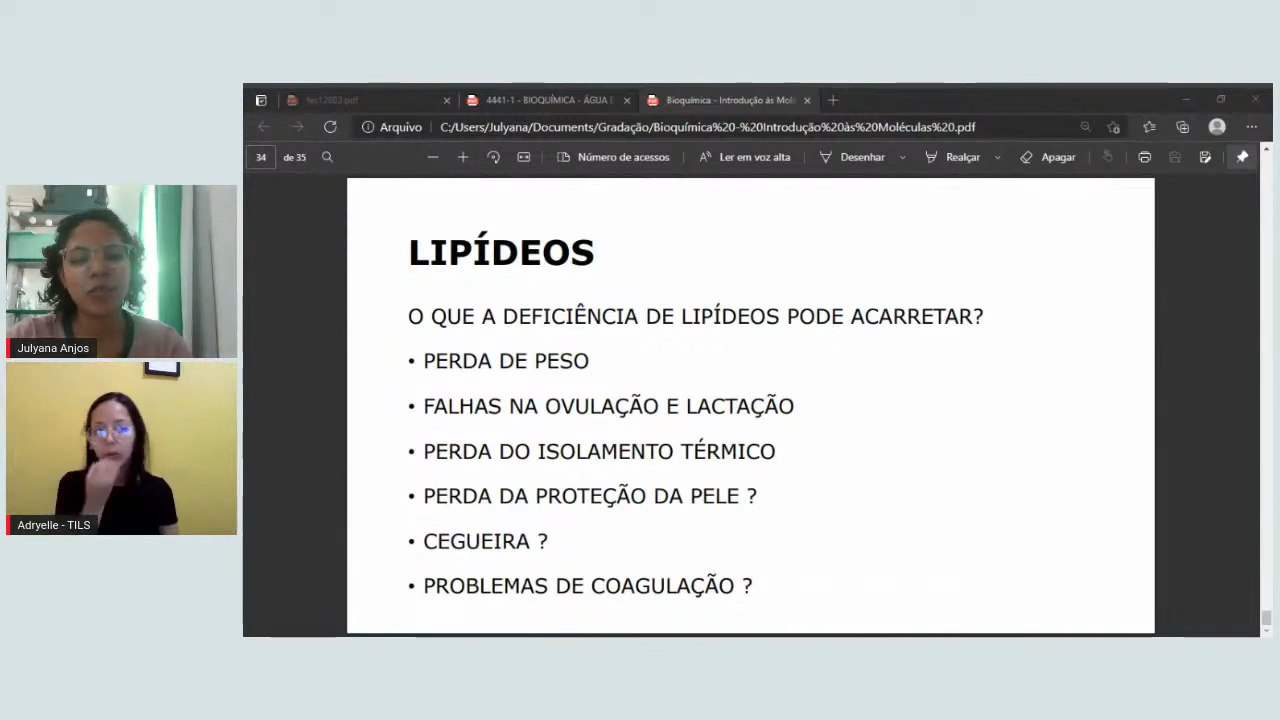 fec12003.pdf
4441-1 - BIOQUÍMICA - ÁGUA E
Bioquímica - Introdução às Molé
Arquivo
C:/Users/Julyana/Documents/Gradação/Bioquímica%20-%20Introdução%20às%20Moléculas%20.pdf
34 de 35
Número de acessos
Ler em voz alta
Desenhar
Realçar
Apagar
LIPÍDEOS
O QUE A DEFICIÊNCIA DE LIPÍDEOS PODE ACARRETAR?
• PERDA DE PESO
• FALHAS NA OVULAÇÃO E LACTAÇÃO
• PERDA DO ISOLAMENTO TÉRMICO
• PERDA DA PROTEÇÃO DA PELE ?
• CEGUEIRA ?
• PROBLEMAS DE COAGULAÇÃO ?
Julyana Anjos
Adryelle - TILS